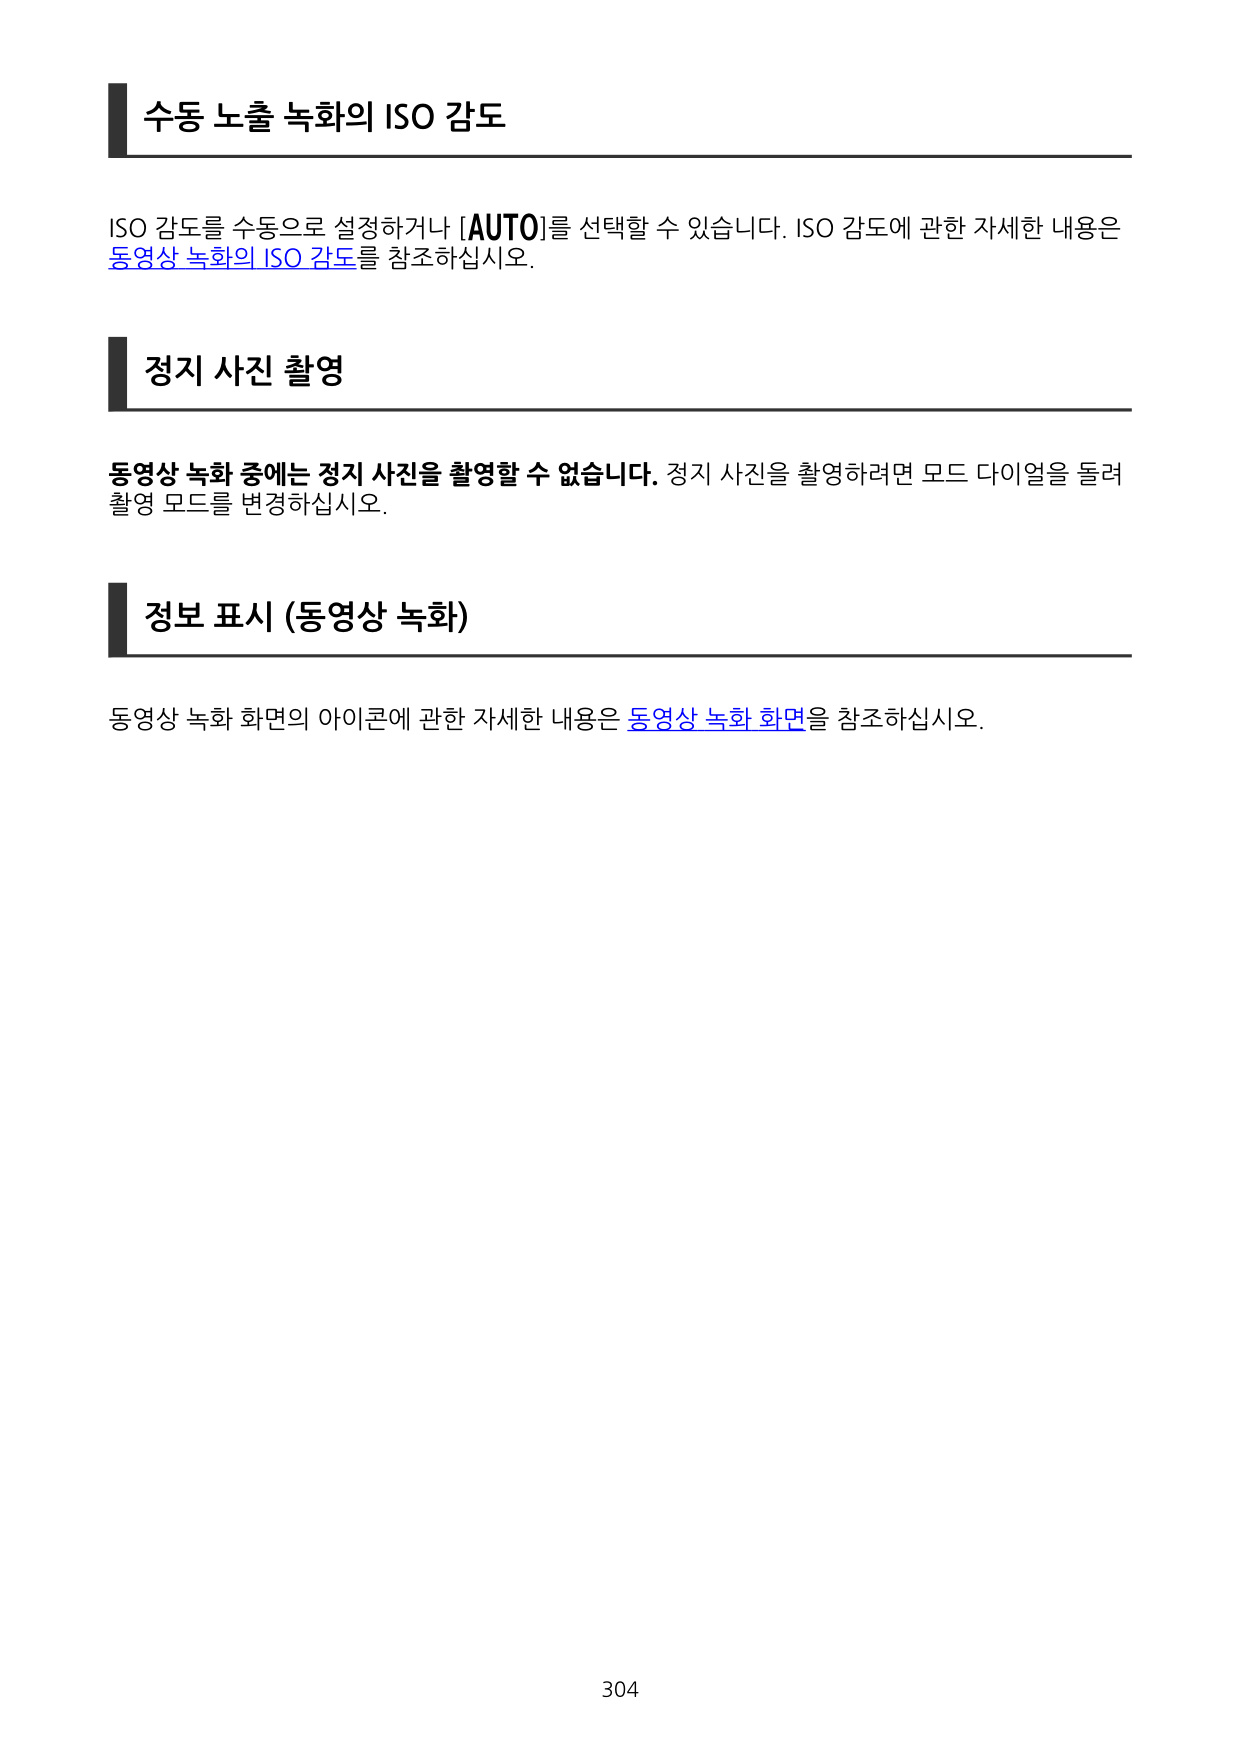 수동 노출 녹화의 ISO 감도
ISO 감도를 수동으로 설정하거나 [AUTO]를 선택할 수 있습니다. ISO 감도에 관한 자세한 내용은
동영상 녹화의 ISO 감도를 참조하십시오.
정지 사진 촬영
동영상 녹화 중에는 정지 사진을 촬영할 수 없습니다. 정지 사진을 촬영하려면 모드 다이얼을 돌려
촬영 모드를 변경하십시오.
정보 표시 (동영상 녹화)
동영상 녹화 화면의 아이콘에 관한 자세한 내용은 동영상 녹화 화면을 참조하십시오.
304